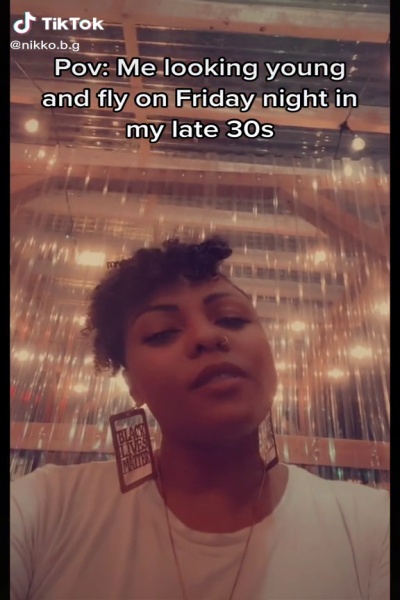 TikTok
@nikko.b.g
Pov: Me looking young
and fly on Friday night in
my late 30s
BLACK
LIVES
MATTER